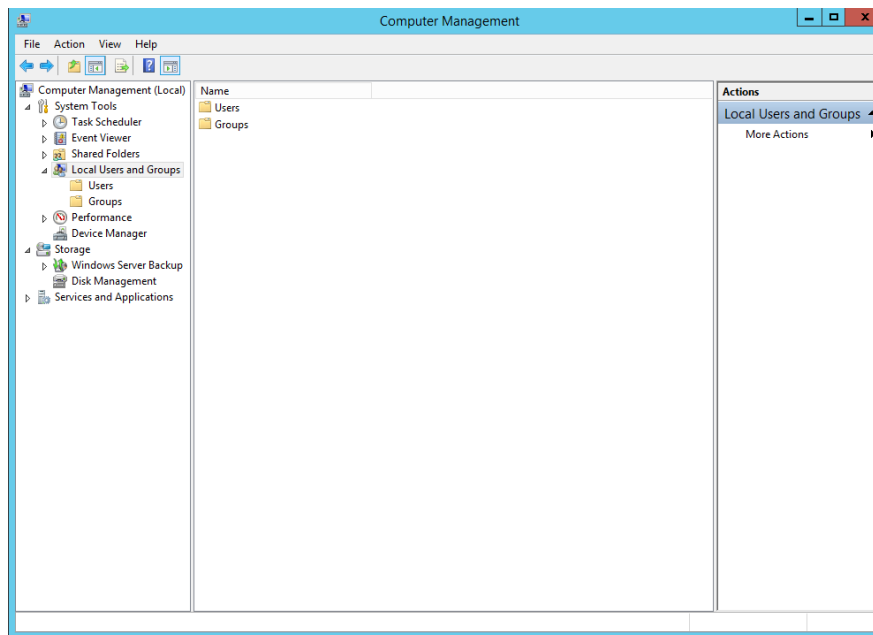 Computer Management
File Action View Help
Computer Management (Local)
System Tools
Task Scheduler
Event Viewer
Shared Folders
Local Users and Groups
Users
Groups
Performance
Device Manager
Storage
Windows Server Backup
Disk Management
Services and Applications
Name
Users
Groups
Actions
Local Users and Groups
More Actions